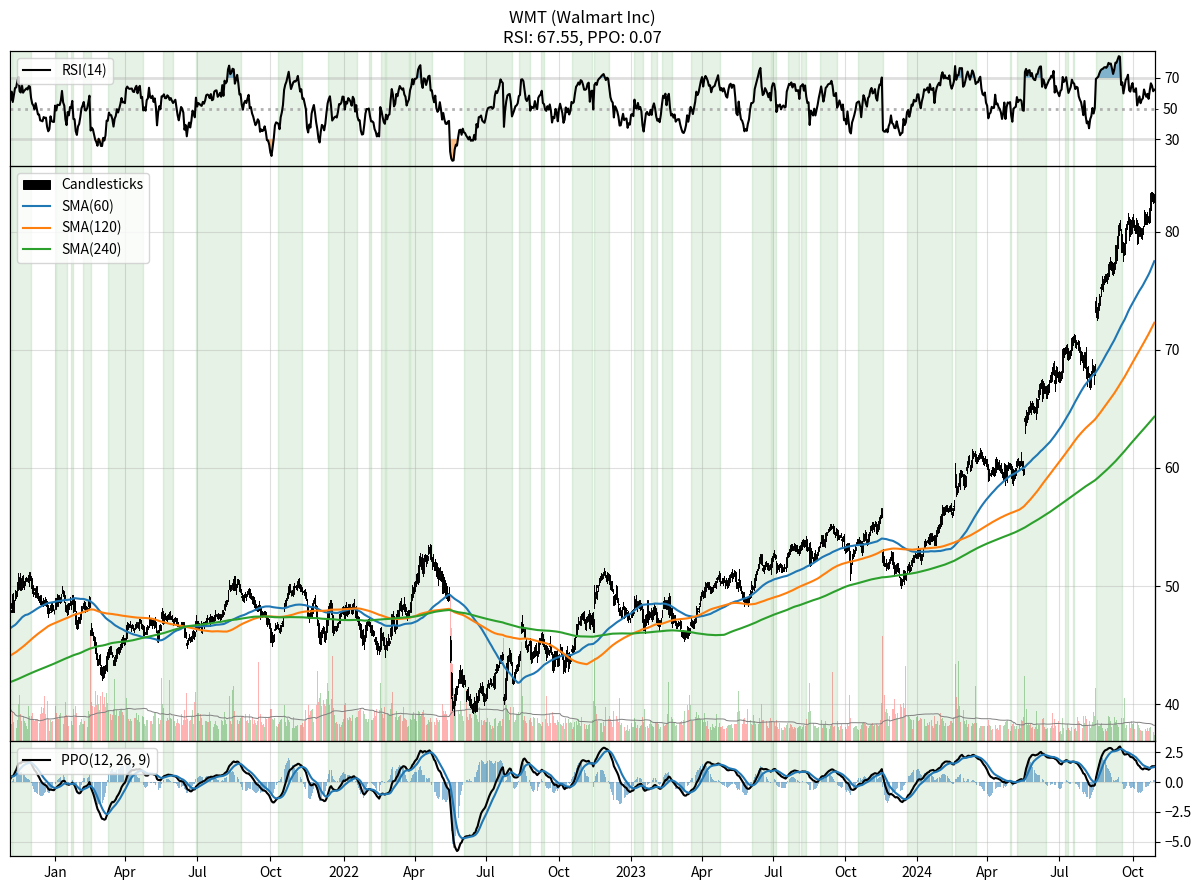 WMT (Walmart Inc)
RSI: 67.55, PPO: 0.07
RSI(14)
70
50
30
Candlesticks
SMA(60)
SMA(120)
SMA(240)
80
70
60
50
40
PPO(12, 26, 9)
2.5
0.0
−2.5
−5.0
Jan Apr Jul Oct 2022 Apr Jul Oct 2023 Apr Jul Oct 2024 Apr Jul Oct